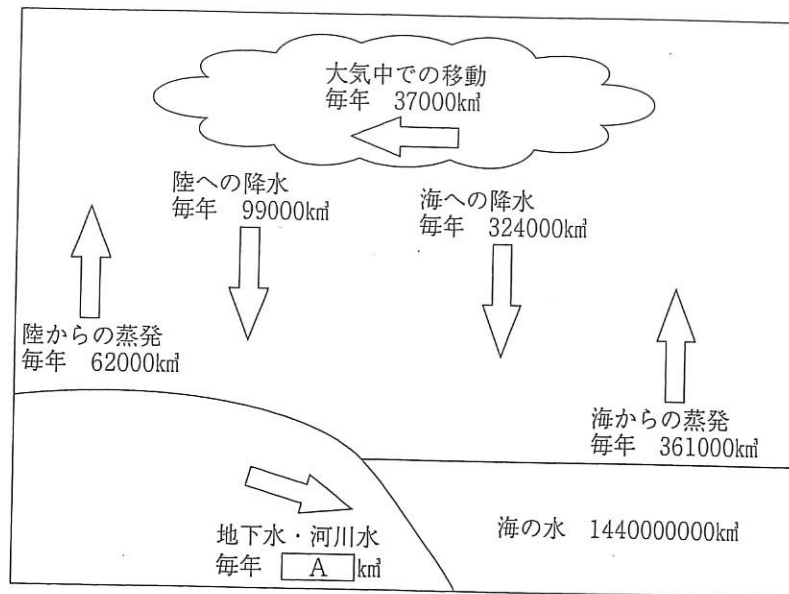 大気中での移動
毎年 37000km³
陸への降水
毎年 99000km³
海への降水
毎年 324000km³
陸からの蒸発
毎年 62000km³
海からの蒸発
毎年 361000km³
地下水・河川水
毎年 A km³
海の水 1440000000km³